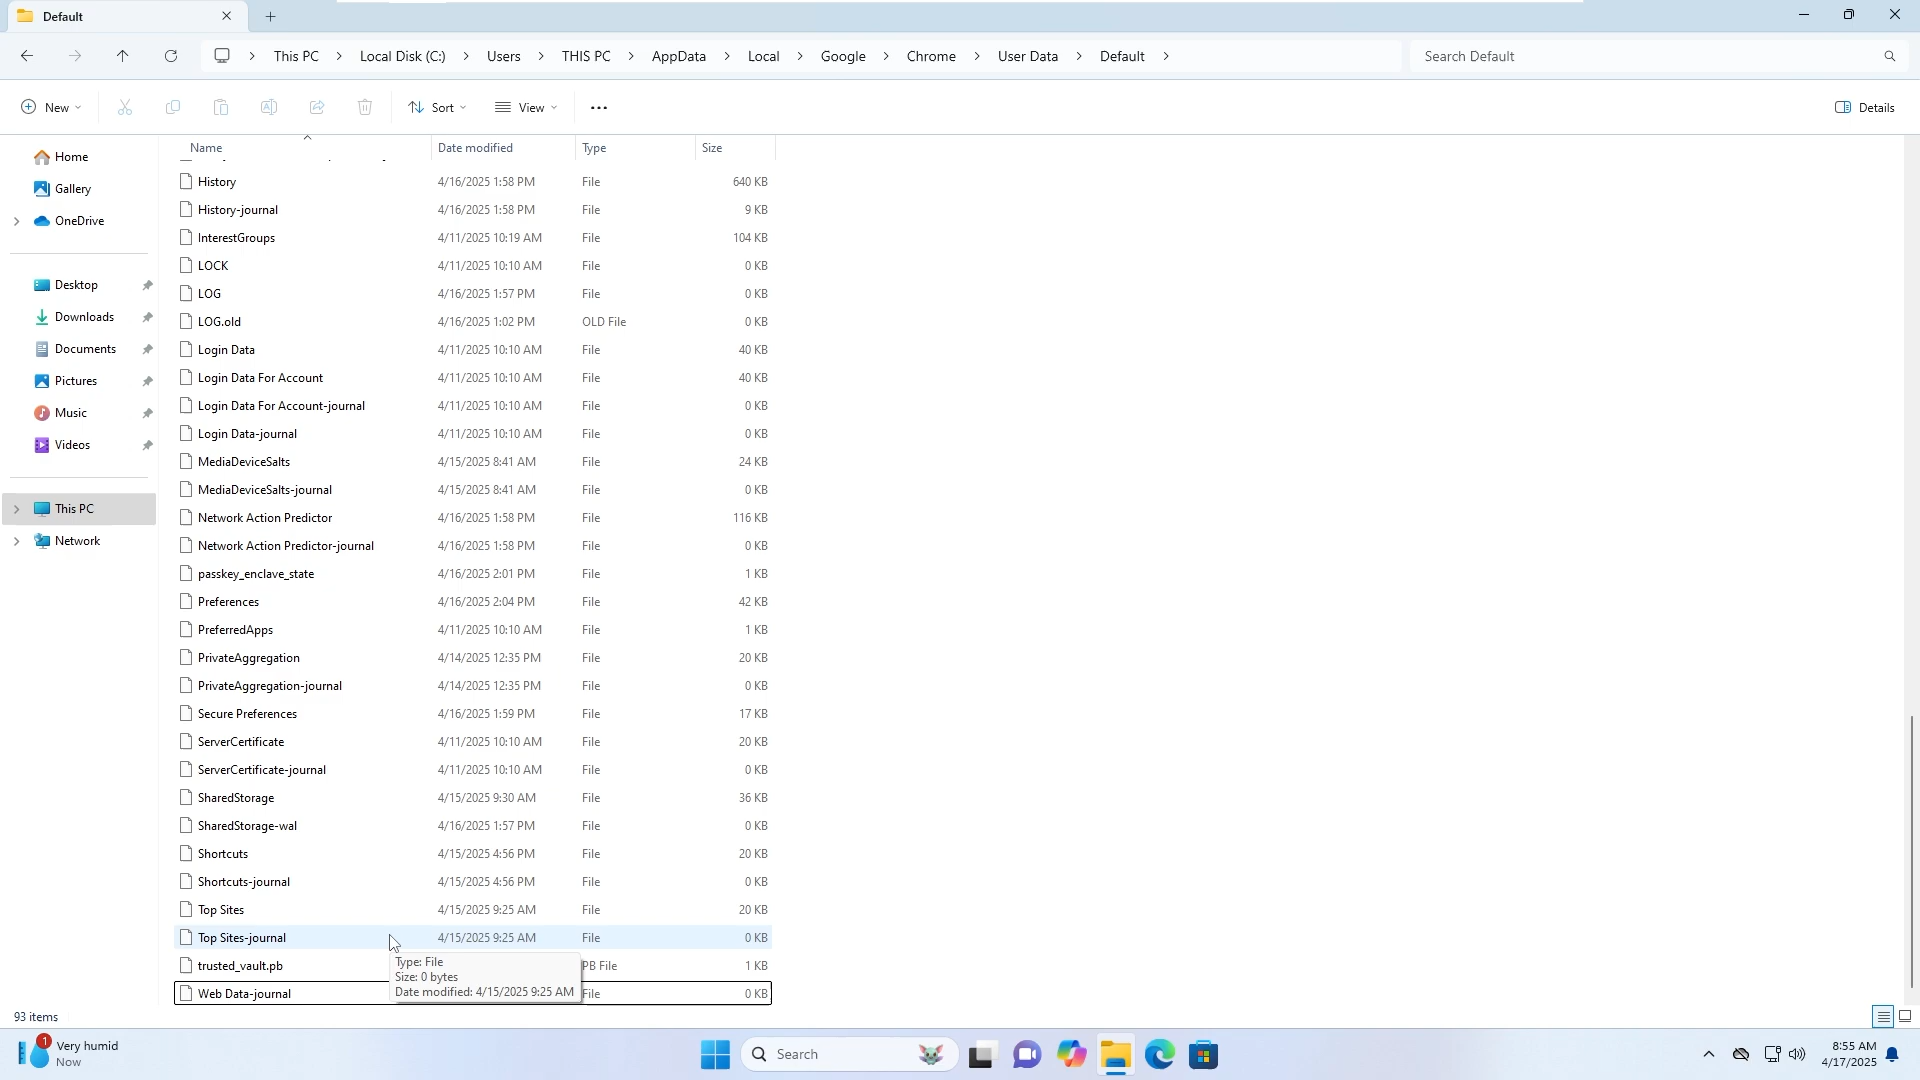 Default
This PC > Local Disk (C:) > Users > THIS PC > AppData > Local > Google > Chrome > User Data > Default >
Search Default
New
Sort
View
Details
Home
Gallery
OneDrive
Desktop
Downloads
Documents
Pictures
Music
Videos
This PC
Network
Name Date modified Type Size
History 4/16/2025 1:58 PM File 640 KB
History-journal 4/16/2025 1:58 PM File 9 KB
InterestGroups 4/11/2025 10:19 AM File 104 KB
LOCK 4/11/2025 10:10 AM File 0 KB
LOG 4/16/2025 1:57 PM File 0 KB
LOG.old 4/16/2025 1:02 PM OLD File 0 KB
Login Data 4/11/2025 10:10 AM File 40 KB
Login Data For Account 4/11/2025 10:10 AM File 40 KB
Login Data For Account-journal 4/11/2025 10:10 AM File 0 KB
Login Data-journal 4/11/2025 10:10 AM File 0 KB
MediaDeviceSalts 4/15/2025 8:41 AM File 24 KB
MediaDeviceSalts-journal 4/15/2025 8:41 AM File 0 KB
Network Action Predictor 4/16/2025 1:58 PM File 116 KB
Network Action Predictor-journal 4/16/2025 1:58 PM File 0 KB
passkey_enclave_state 4/16/2025 2:01 PM File 1 KB
Preferences 4/16/2025 2:04 PM File 42 KB
PreferredApps 4/11/2025 10:10 AM File 1 KB
PrivateAggregation 4/14/2025 12:35 PM File 20 KB
PrivateAggregation-journal 4/14/2025 12:35 PM File 0 KB
Secure Preferences 4/16/2025 1:59 PM File 17 KB
ServerCertificate 4/11/2025 10:10 AM File 20 KB
ServerCertificate-journal 4/11/2025 10:10 AM File 0 KB
SharedStorage 4/15/2025 9:30 AM File 36 KB
SharedStorage-wal 4/16/2025 1:57 PM File 0 KB
Shortcuts 4/15/2025 4:56 PM File 20 KB
Shortcuts-journal 4/15/2025 4:56 PM File 0 KB
Top Sites 4/15/2025 9:25 AM File 20 KB
Top Sites-journal 4/15/2025 9:25 AM File 0 KB
trusted_vault.pb PB File 1 KB
Web Data-journal File 0 KB
Type: File
Size: 0 bytes
Date modified: 4/15/2025 9:25 AM
93 items
1
Very humid
Now
Search
8:55 AM
4/17/2025